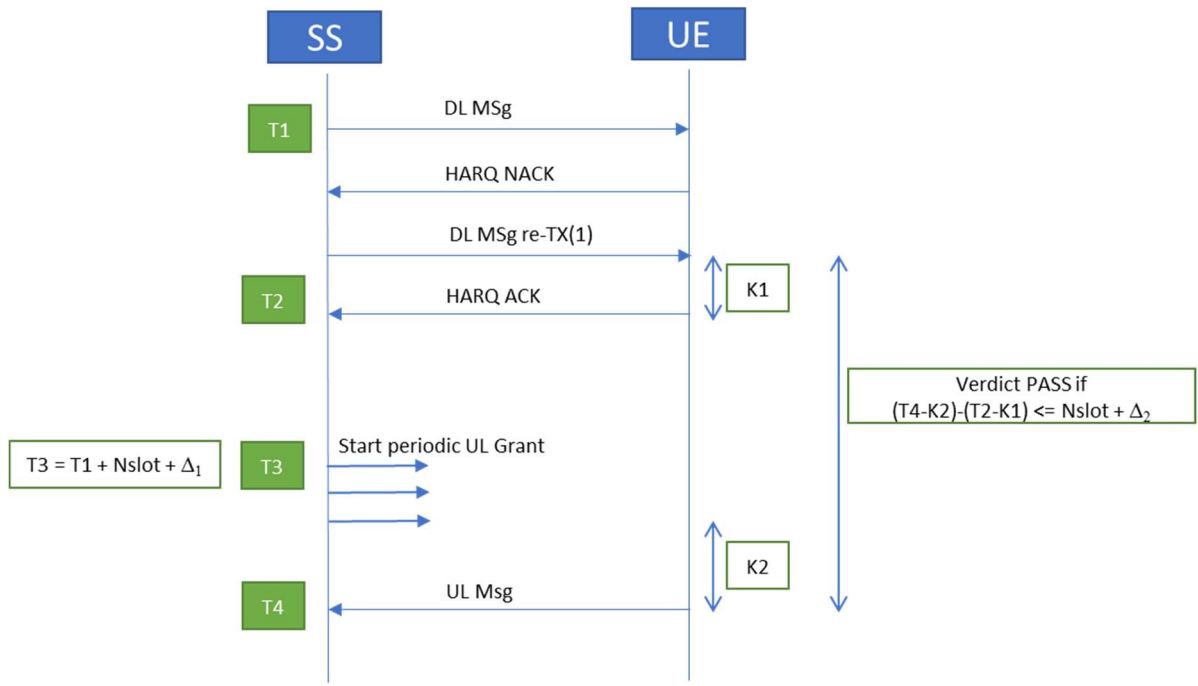 SS
UE
DL MSg
T1
HARQ NACK
DL MSg re-TX(1)
K1
T2
HARQ ACK
Verdict PASS if
(T4-K2)-(T2-K1) <= Nslot + Δ₂
Start periodic UL Grant
T3 = T1 + Nslot + Δ₁
T3
K2
UL Msg
T4